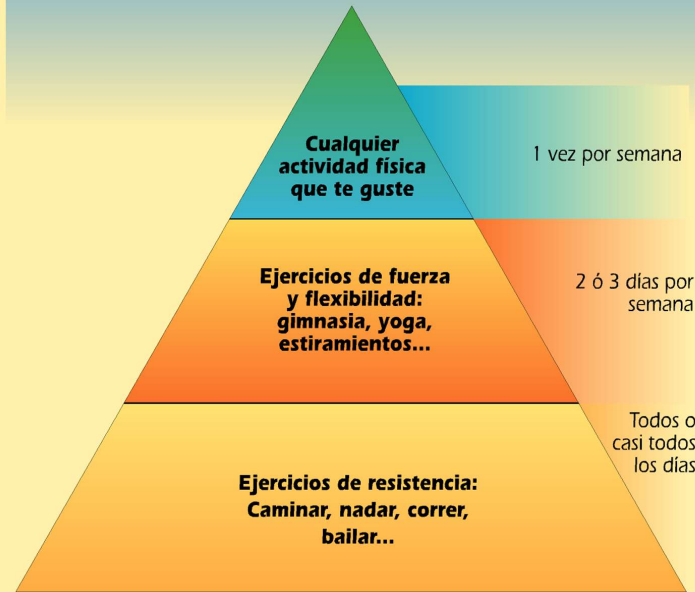 Cualquier
actividad física
que te guste
1 vez por semana
Ejercicios de fuerza
y flexibilidad:
gimnasia, yoga,
estiramientos...
2 ó 3 días por
semana
Todos o
casi todos
los días
Ejercicios de resistencia:
Caminar, nadar, correr,
bailar...